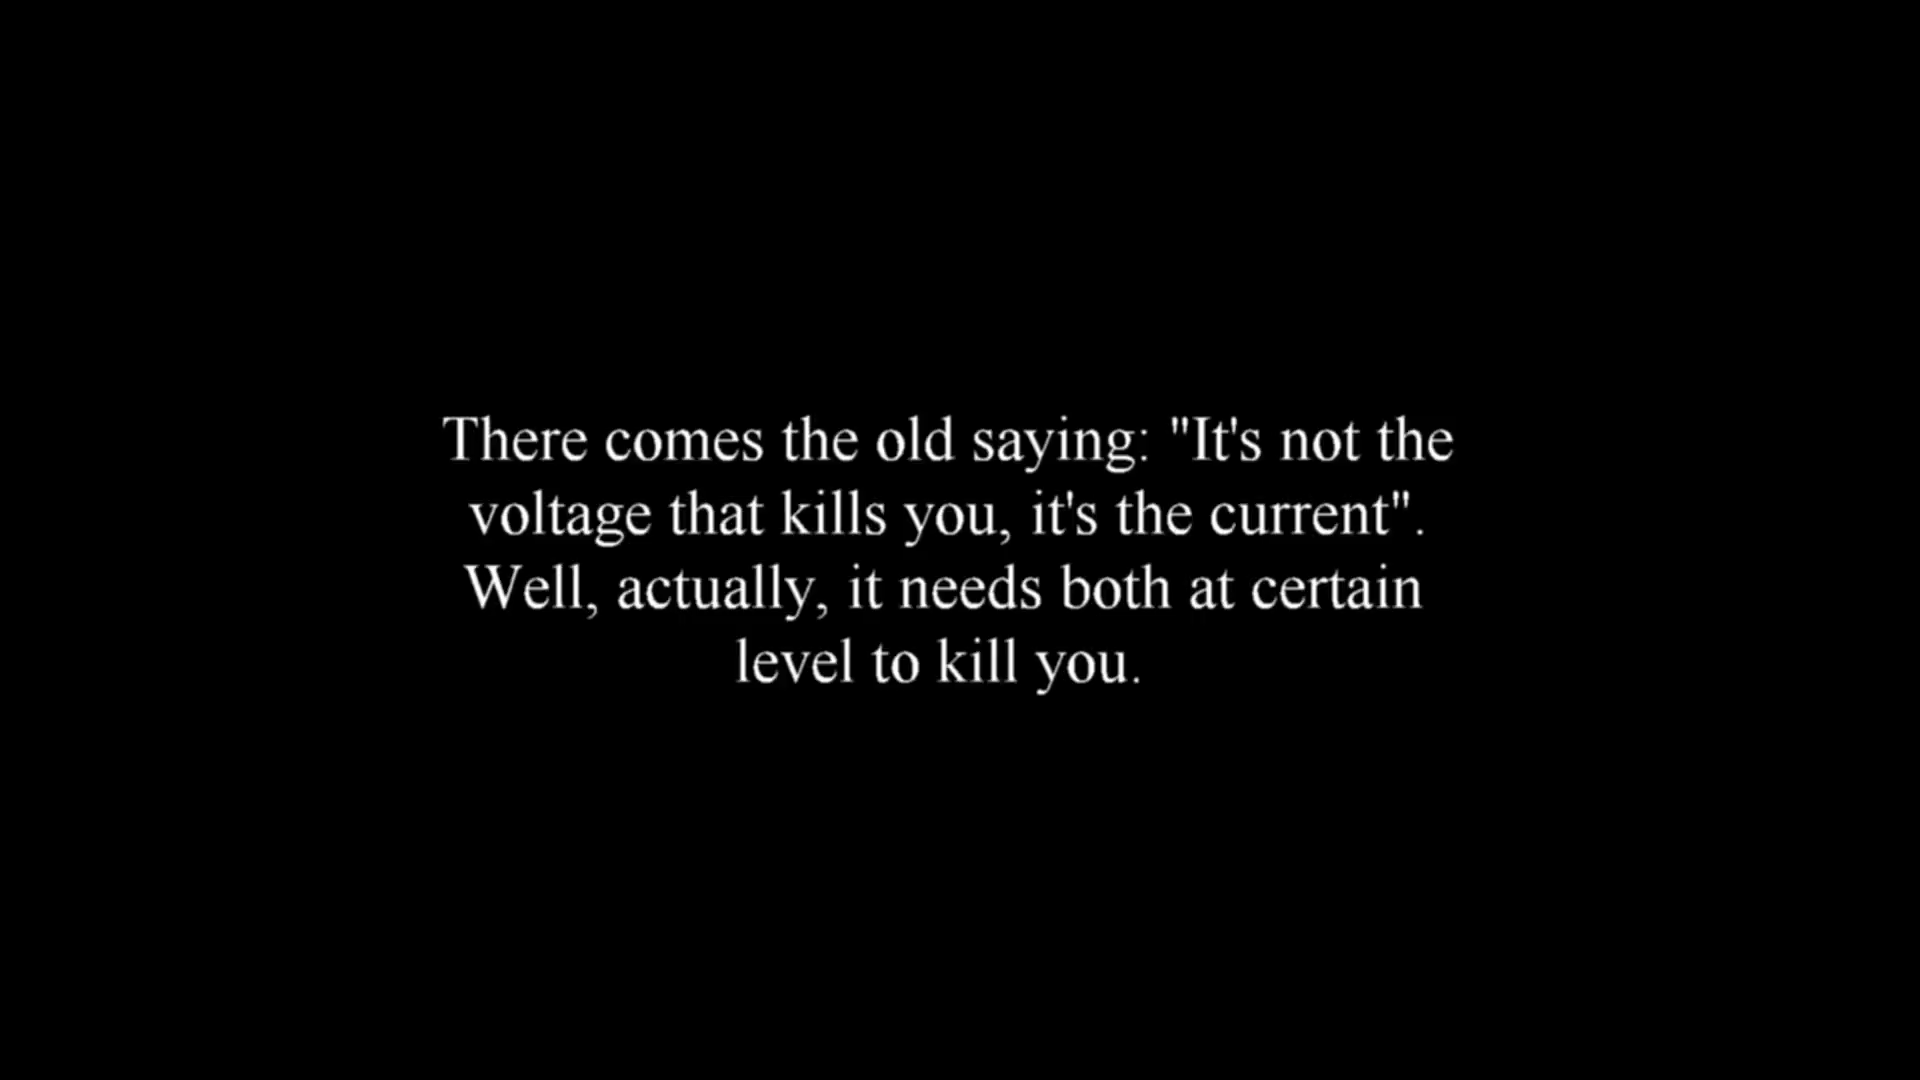 There comes the old saying: "It's not the
voltage that kills you, it's the current".
Well, actually, it needs both at certain
level to kill you.